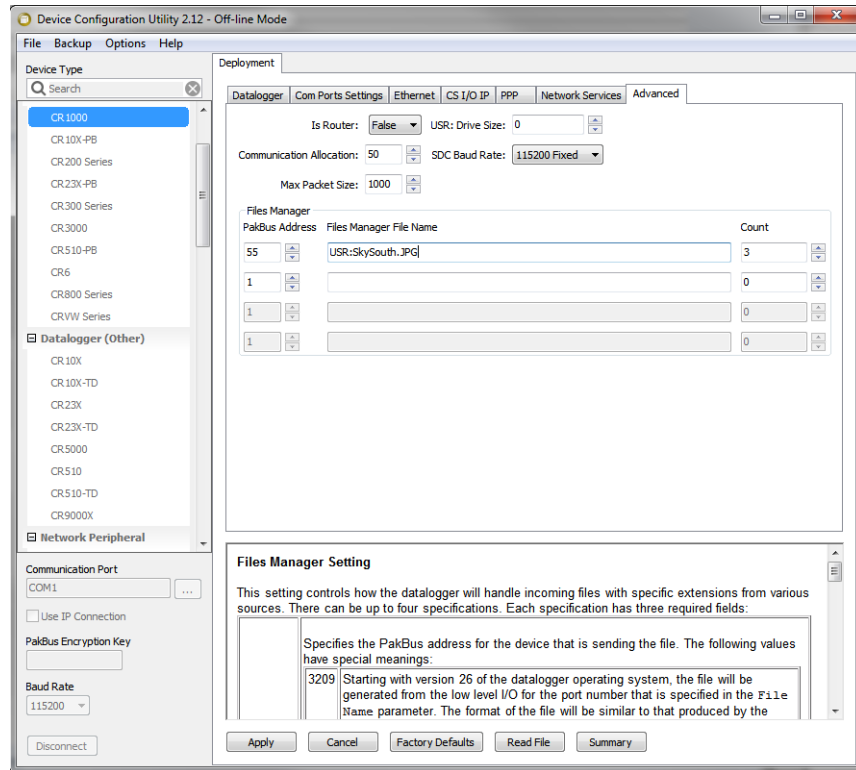 Device Configuration Utility 2.12 - Off-line Mode
File Backup Options Help
Device Type
Search
CR1000
CR10X-PB
CR200 Series
CR23X-PB
CR300 Series
CR3000
CR510-PB
CR6
CR800 Series
CRVW Series
Datalogger (Other)
CR10X
CR10X-TD
CR23X
CR23X-TD
CR5000
CR510
CR510-TD
CR9000X
Network Peripheral
Communication Port
COM1 ...
Use IP Connection
PakBus Encryption Key
Baud Rate
115200
Disconnect
Deployment
Datalogger Com Ports Settings Ethernet CS I/O IP PPP Network Services Advanced
Is Router: False USR: Drive Size: 0
Communication Allocation: 50 SDC Baud Rate: 115200 Fixed
Max Packet Size: 1000
Files Manager
PakBus Address Files Manager File Name Count
55 USR:SkySouth.JPG 3
1 0
1 0
1 0
Files Manager Setting
This setting controls how the datalogger will handle incoming files with specific extensions from various
sources. There can be up to four specifications. Each specification has three required fields:
Specifies the PakBus address for the device that is sending the file. The following values
have special meanings:
3209 Starting with version 26 of the datalogger operating system, the file will be
generated from the low level I/O for the port number that is specified in the File
Name parameter. The format of the file will be similar to that produced by the
Apply Cancel Factory Defaults Read File Summary